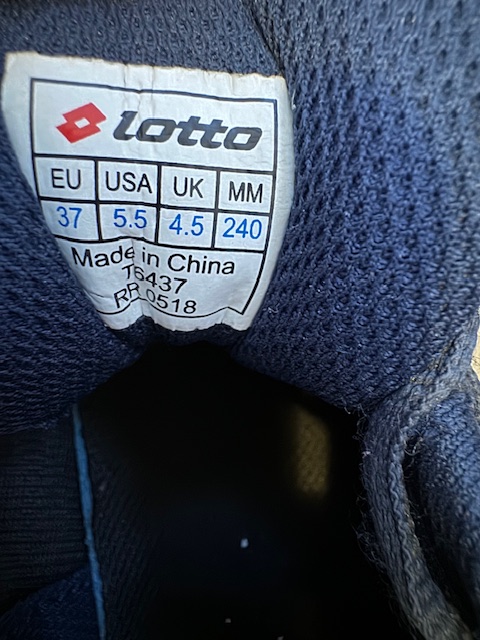 lotto
EU USA UK MM
37 5.5 4.5 240
Made in China
T6437
RR 0518